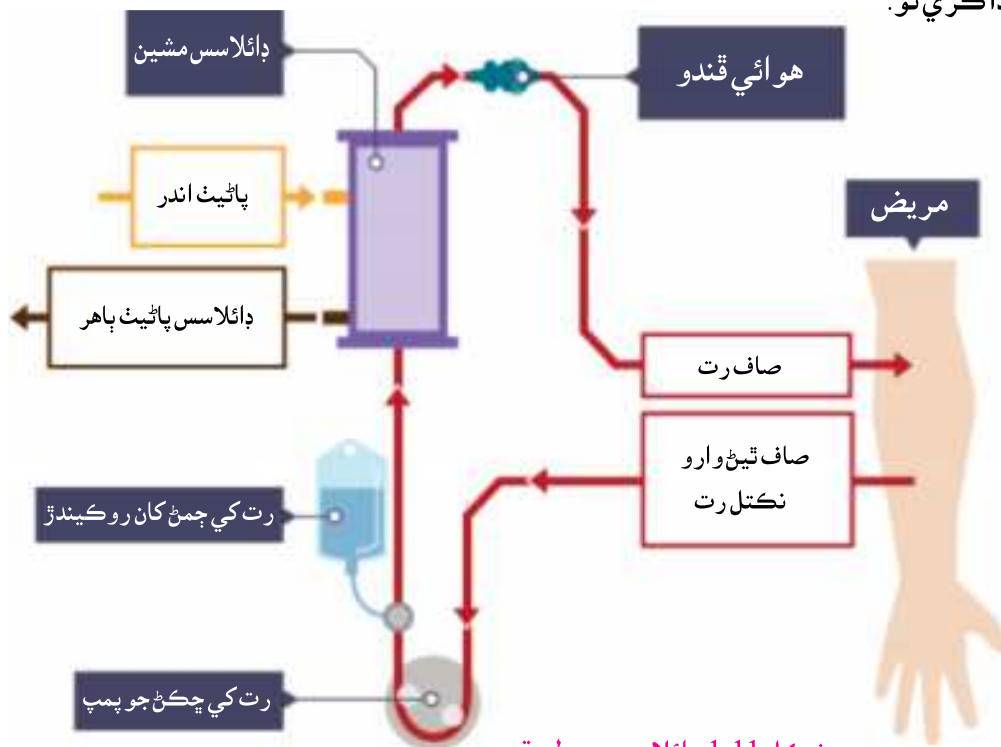 ڊائلاسس مشين
هوائي ڦندو
پاڻيٺ اندر
مريض
ڊائلاسس پاڻيٺ ٻاهر
صاف رت
صاف ٿيڻ وارو
نڪتل رت
رت کي ڄمڻ کان روڪيندڙ
رت کي ڇڪڻ جو پمپ